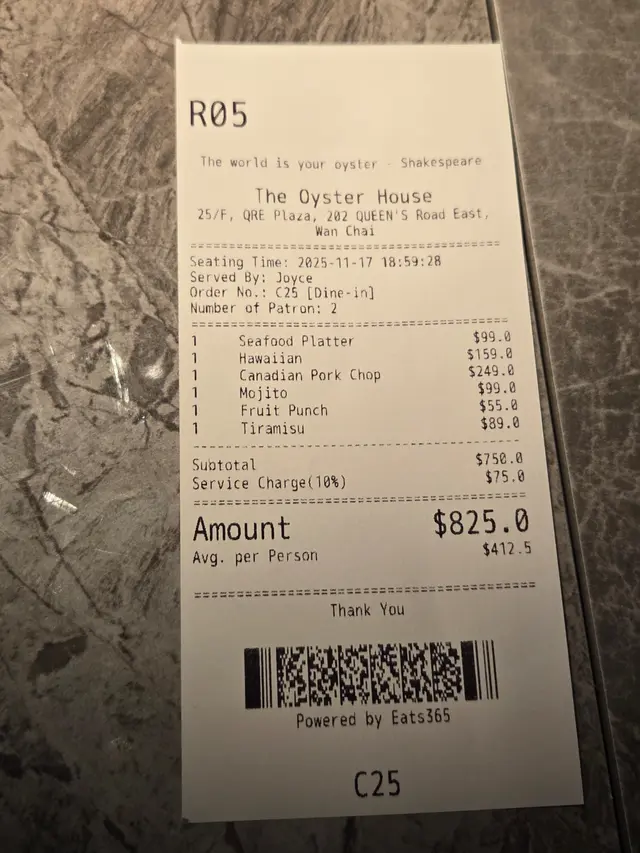 R05
The world is your oyster - Shakespeare
The Oyster House
25/F, QRE Plaza, 202 QUEEN'S Road East,
Wan Chai
Seating Time: 2025-11-17 18:59:28
Served By: Joyce
Order No.: C25 [Dine-in]
Number of Patron: 2
1 Seafood Platter $99.0
1 Hawaiian $159.0
1 Canadian Pork Chop $249.0
1 Mojito $99.0
1 Fruit Punch $55.0
1 Tiramisu $89.0
Subtotal $750.0
Service Charge(10%) $75.0
Amount $825.0
Avg. per Person $412.5
Thank You
Powered by Eats365
C25